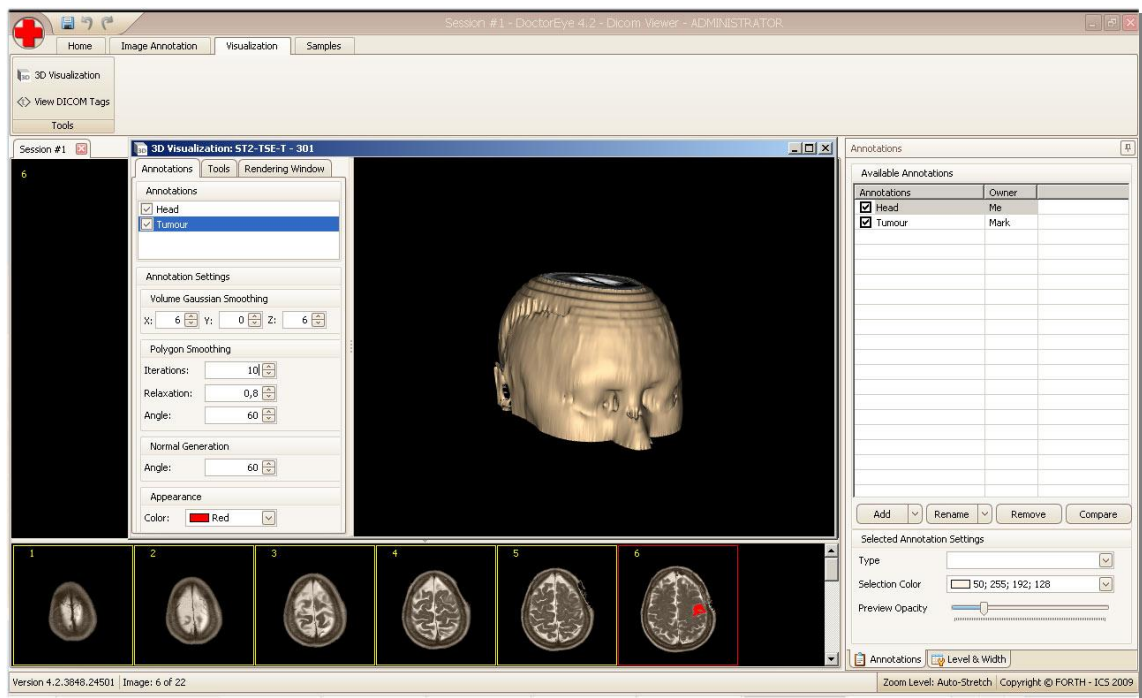 Session #1 - DoctorEye 4.2 - Dicom Viewer - ADMINISTRATOR
Home Image Annotation Visualization Samples
3D 3D Visualization
View DICOM Tags
Tools
Session #1
6
3D 3D Visualization: ST2-TSE-T - 301
Annotations Tools Rendering Window
Annotations
Head
Tumour
Annotation Settings
Volume Gaussian Smoothing
X: 6 Y: 0 Z: 6
Polygon Smoothing
Iterations: 10
Relaxation: 0,8
Angle: 60
Normal Generation
Angle: 60
Appearance
Color: Red
1 2 3 4 5 6
Annotations
Available Annotations
Annotations Owner
Head Me
Tumour Mark
Add Rename Remove Compare
Selected Annotation Settings
Type
Selection Color 50; 255; 192; 128
Preview Opacity
Annotations Level & Width
Version 4.2.3848.24501 Image: 6 of 22
Zoom Level: Auto-Stretch Copyright © FORTH - ICS 2009